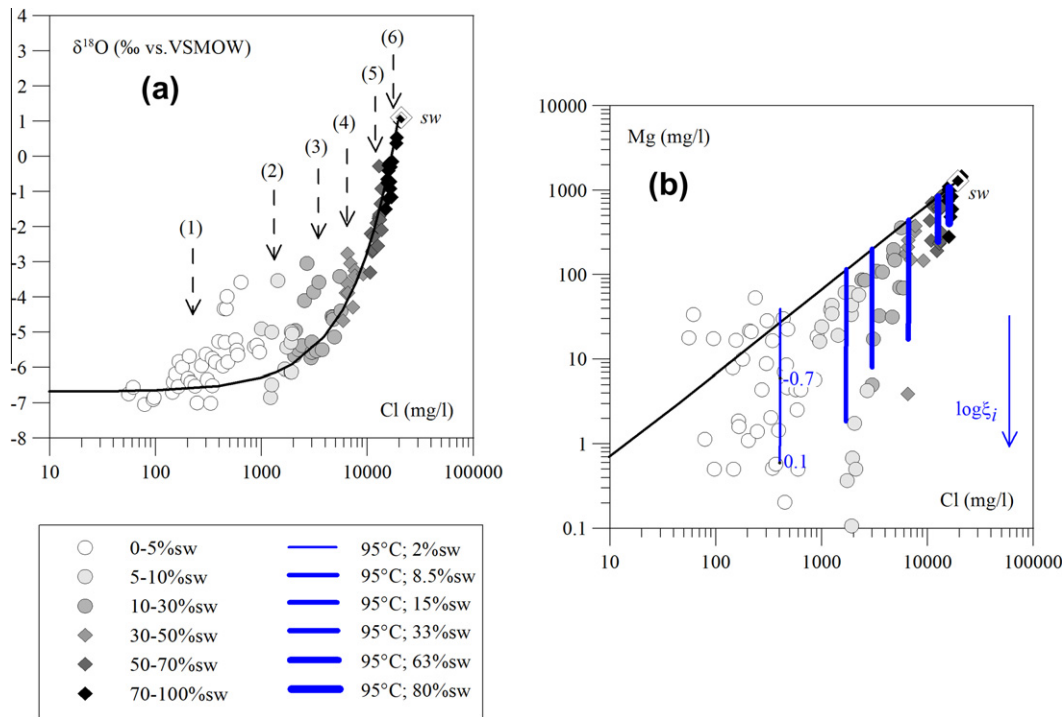 δ¹⁸O (‰ vs.VSMOW)
(a)
4
3
2
1
0
-1
-2
-3
-4
-5
-6
-7
-8
(1)
(2)
(3)
(4)
(5)
(6)
sw
Cl (mg/l)
10
100
1000
10000
100000
Mg (mg/l)
(b)
10000
1000
100
10
1
0.1
sw
-0.7
0.1
logξi
Cl (mg/l)
10
100
1000
10000
100000
0-5%sw
5-10%sw
10-30%sw
30-50%sw
50-70%sw
70-100%sw
95°C; 2%sw
95°C; 8.5%sw
95°C; 15%sw
95°C; 33%sw
95°C; 63%sw
95°C; 80%sw